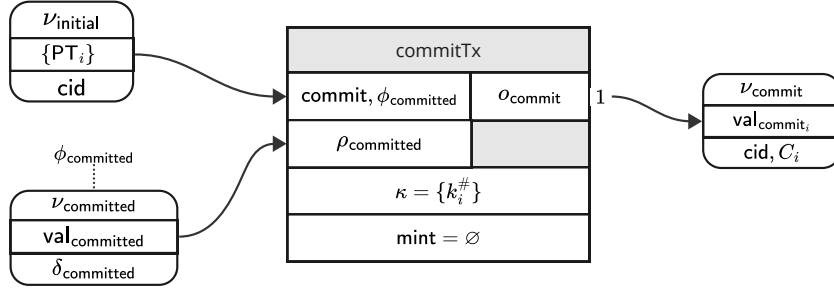 ν_initial
{PT_i}
cid
ϕ_committed
ν_committed
val_committed
δ_committed
commitTx
commit, ϕ_committed
o_commit
1
ρ_committed
κ = {k_i^#}
mint = ∅
ν_commit
val_commit_i
cid, C_i